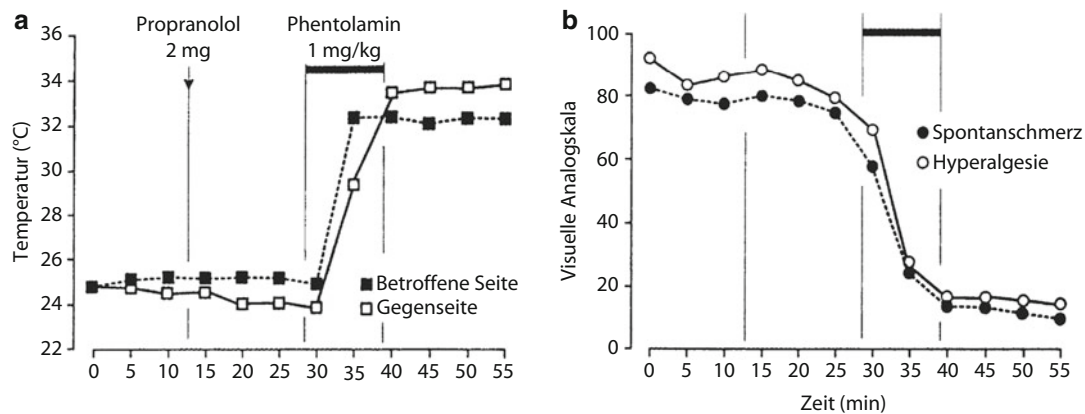 a
Propranolol
2 mg
Phentolamin
1 mg/kg
Temperatur (°C)
36
34
32
30
28
26
24
22
Betroffene Seite
Gegenseite
0 5 10 15 20 25 30 35 40 45 50 55
b
Visuelle Analogskala
100
80
60
40
20
0
Spontanschmerz
Hyperalgesie
0 5 10 15 20 25 30 35 40 45 50 55
Zeit (min)